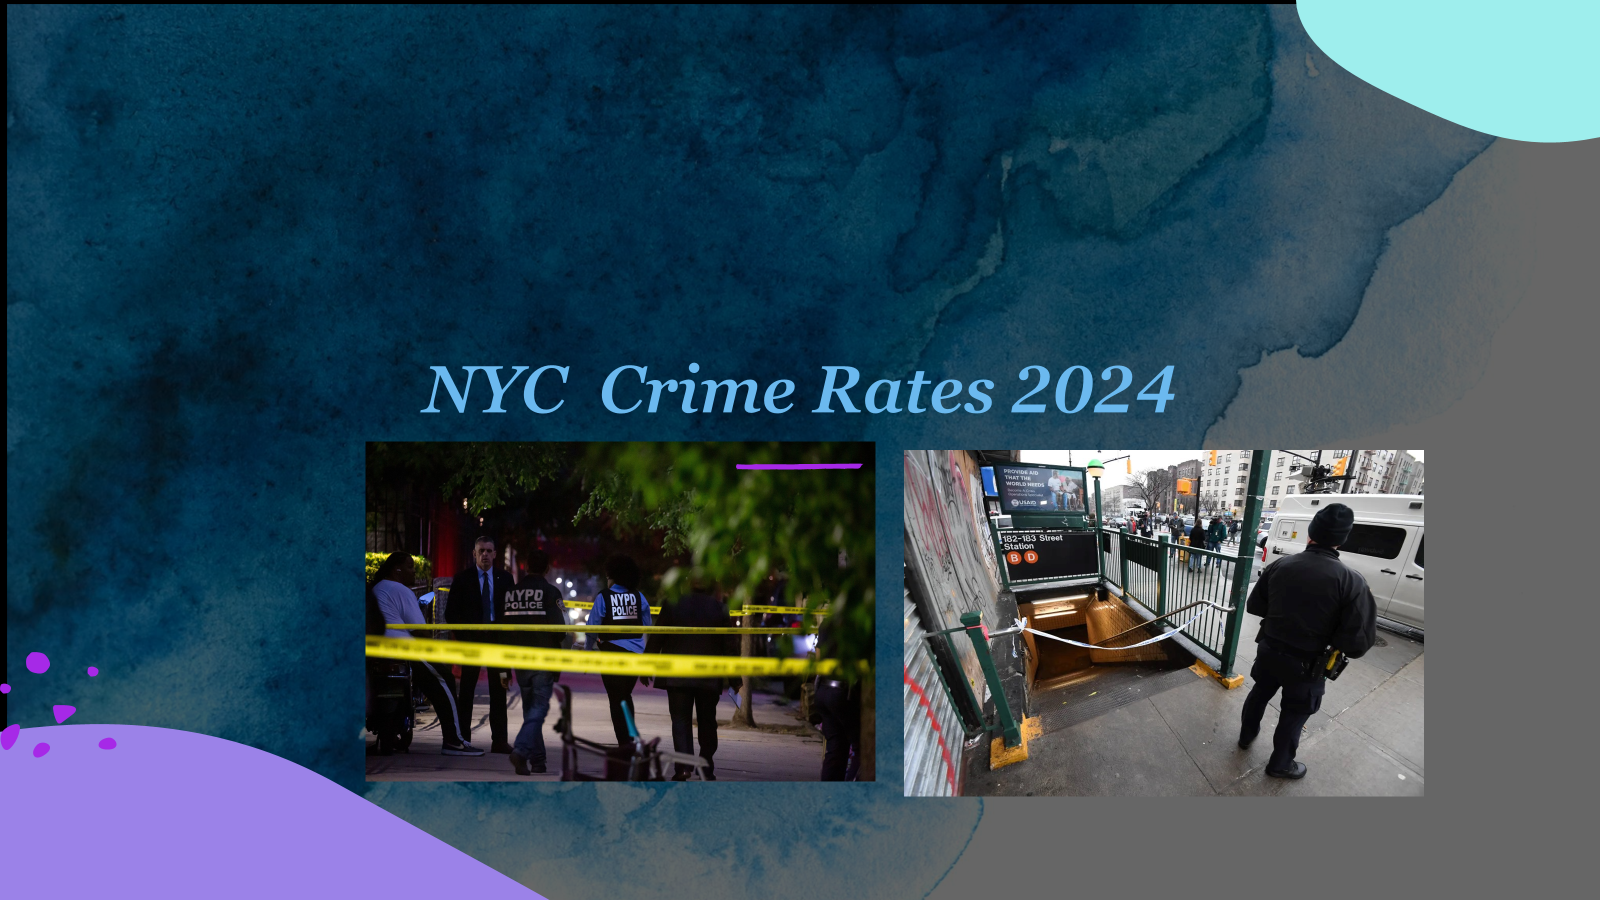 NYC Crime Rates 2024
PROVIDE AID
THAT THE
WORLD NEEDS
USAID
182-183 Street
Station
B D
NYPD
POLICE
NYPD
POLICE